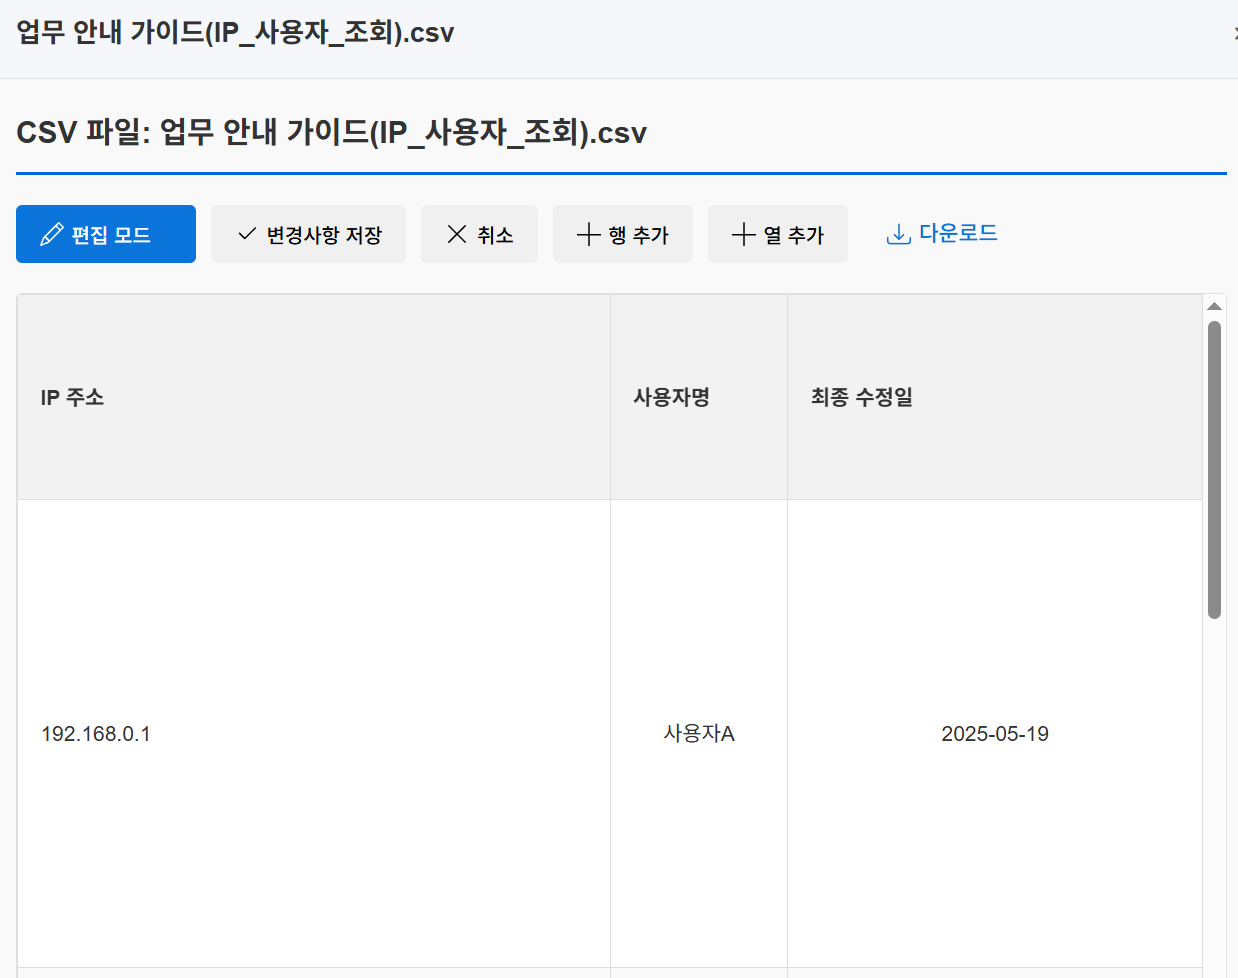 업무 안내 가이드(IP_사용자_조회).csv
CSV 파일: 업무 안내 가이드(IP_사용자_조회).csv
편집 모드 변경사항 저장 취소 행 추가 열 추가 다운로드
IP 주소 사용자명 최종 수정일
192.168.0.1 사용자A 2025-05-19